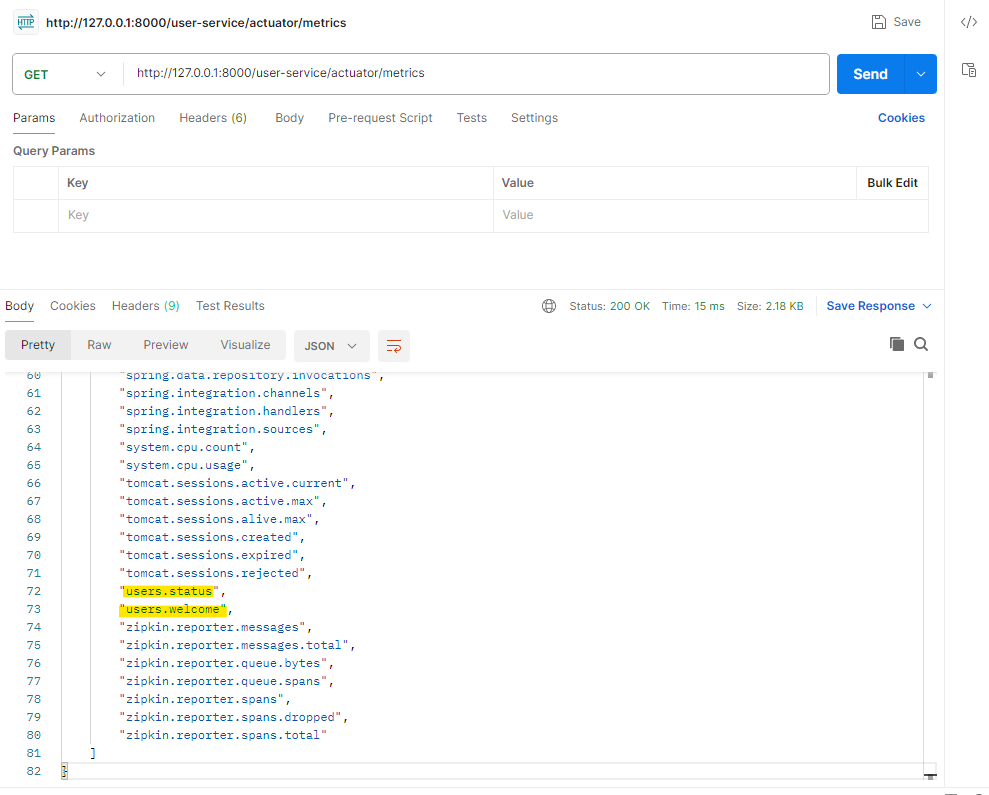 HTTP http://127.0.0.1:8000/user-service/actuator/metrics Save </>
GET http://127.0.0.1:8000/user-service/actuator/metrics Send
Params Authorization Headers (6) Body Pre-request Script Tests Settings Cookies
Query Params
Key Value Bulk Edit
Key Value
Body Cookies Headers (9) Test Results Status: 200 OK Time: 15 ms Size: 2.18 KB Save Response
Pretty Raw Preview Visualize JSON
60 "spring.data.repository.invocations",
61 "spring.integration.channels",
62 "spring.integration.handlers",
63 "spring.integration.sources",
64 "system.cpu.count",
65 "system.cpu.usage",
66 "tomcat.sessions.active.current",
67 "tomcat.sessions.active.max",
68 "tomcat.sessions.alive.max",
69 "tomcat.sessions.created",
70 "tomcat.sessions.expired",
71 "tomcat.sessions.rejected",
72 "users.status",
73 "users.welcome",
74 "zipkin.reporter.messages",
75 "zipkin.reporter.messages.total",
76 "zipkin.reporter.queue.bytes",
77 "zipkin.reporter.queue.spans",
78 "zipkin.reporter.spans",
79 "zipkin.reporter.spans.dropped",
80 "zipkin.reporter.spans.total"
81 ]
82 }